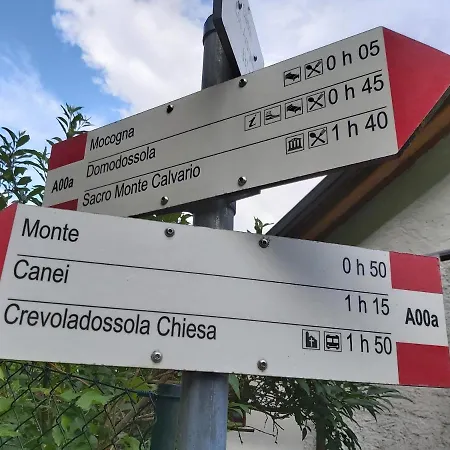 Mocogna 0 h 05
Domodossola 0 h 45
Sacro Monte Calvario 1 h 40
A00a
Monte 0 h 50
Canei 1 h 15
Crevoladossola Chiesa 1 h 50
A00a